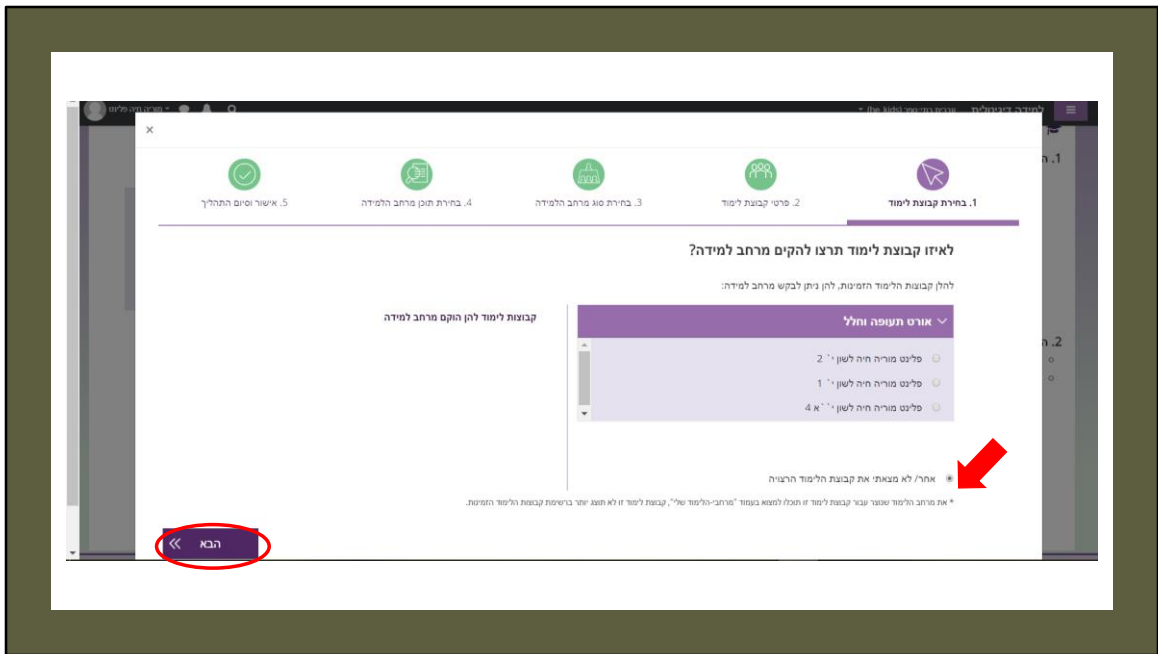 למידה דיגיטלית
×
1. בחירת קבוצת לימוד
2. פרטי קבוצת לימוד
3. בחירת סוג מרחב הלמידה
4. בחירת תוכן מרחב הלמידה
5. אישור וסיום התהליך
לאיזו קבוצת לימוד תרצו להקים מרחב למידה?
להלן קבוצות הלימוד הזמינות, להן ניתן לבקש מרחב למידה:
אורט תעופה וחלל
פלינט מוריה חיה לשון י` 2
פלינט מוריה חיה לשון י` 1
פלינט מוריה חיה לשון י``א 4
קבוצות לימוד להן הוקם מרחב למידה
אחר/ לא מצאתי את קבוצת הלימוד הרצויה
* את מרחב הלימוד שנוצר עבור קבוצת לימוד זו תוכלו למצוא בעמוד "מרחבי-הלימוד שלי", קבוצת לימוד זו לא תוצג יותר ברשימת קבוצות הלימוד הזמינות.
הבא